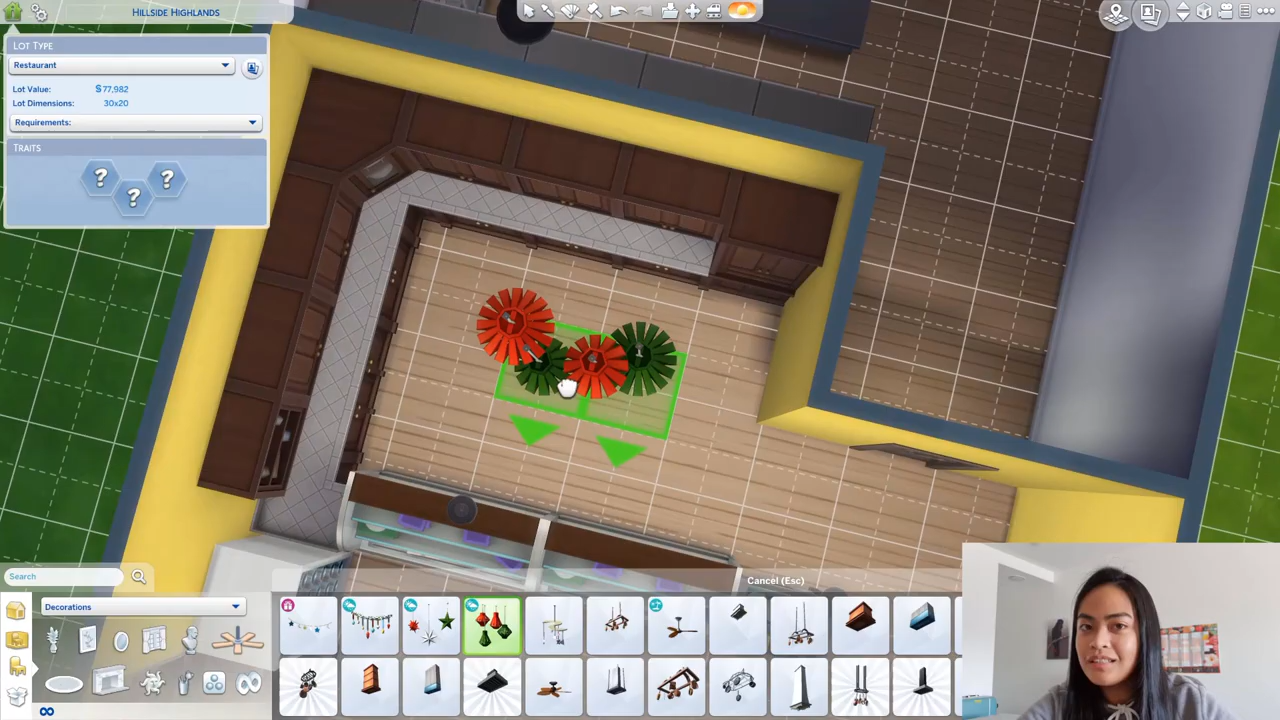 HILLSIDE HIGHLANDS
LOT TYPE
Restaurant
Lot Value: §77,982
Lot Dimensions: 30x20
Requirements:
TRAITS
? ? ?
Cancel (Esc)
Search
Decorations